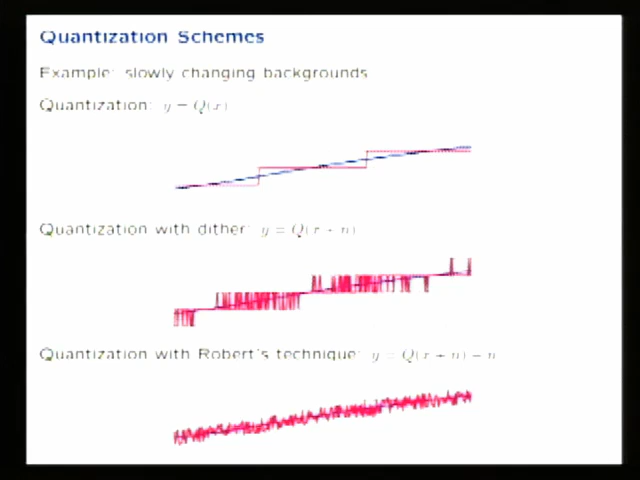 Quantization Schemes
Example: slowly changing backgrounds
Quantization: y = Q(x)
Quantization with dither: y = Q(x + n)
Quantization with Robert's technique: y = Q(x + n) − n